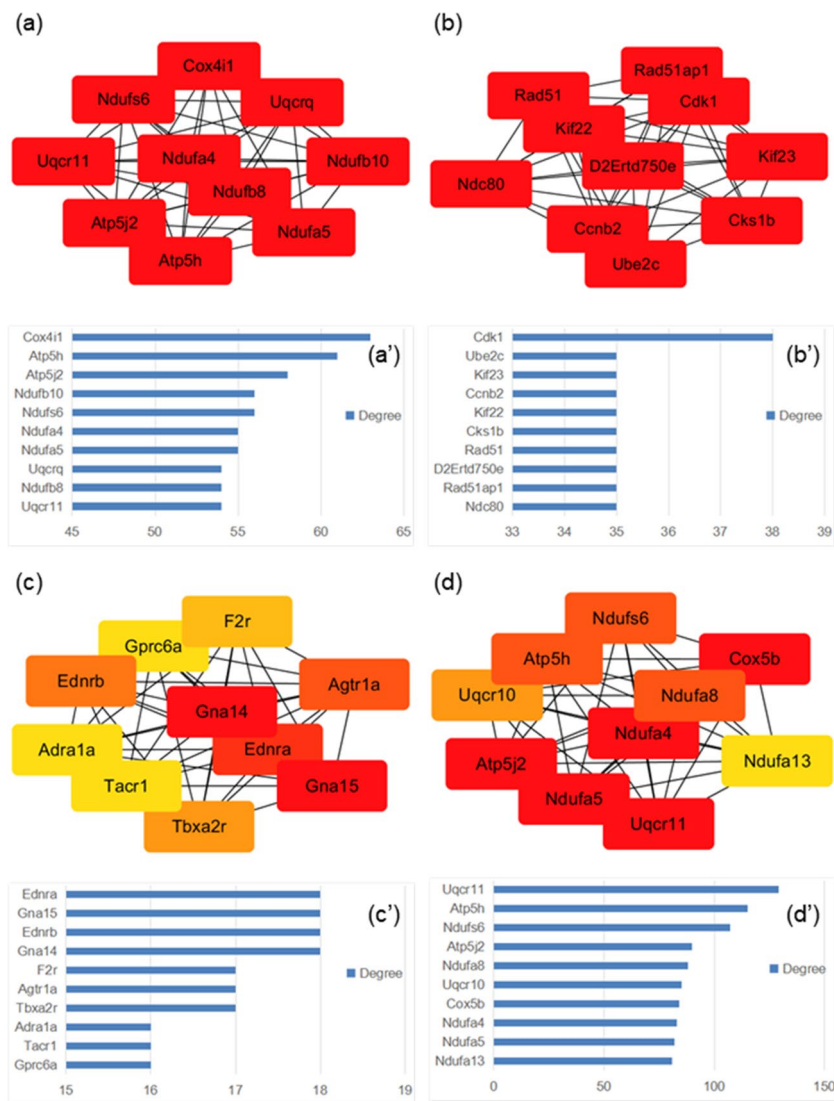 (a)
Cox4i1
Ndufs6
Uqcrq
Uqcr11
Ndufa4
Ndufb10
Ndufb8
Atp5j2
Ndufa5
Atp5h
(b)
Rad51ap1
Rad51
Cdk1
Kif22
Kif23
D2Ertd750e
Ndc80
Ccnb2
Cks1b
Ube2c
Cox4i1
(a’)
Atp5h
Atp5j2
Ndufb10
Ndufs6
Degree
Ndufa4
Ndufa5
Uqcrq
Ndufb8
Uqcr11
45 50 55 60 65
Cdk1
(b’)
Ube2c
Kif23
Ccnb2
Kif22
Degree
Cks1b
Rad51
D2Ertd750e
Rad51ap1
Ndc80
33 34 35 36 37 38 39
(c)
F2r
Gprc6a
Ednrb
Agtr1a
Gna14
Adra1a
Ednra
Tacr1
Gna15
Tbxa2r
(d)
Ndufs6
Atp5h
Cox5b
Uqcr10
Ndufa8
Ndufa4
Atp5j2
Ndufa13
Ndufa5
Uqcr11
Ednra
(c’)
Gna15
Ednrb
Gna14
F2r
Degree
Agtr1a
Tbxa2r
Adra1a
Tacr1
Gprc6a
15 16 17 18 19
Uqcr11
(d’)
Atp5h
Ndufs6
Atp5j2
Ndufa8
Degree
Uqcr10
Cox5b
Ndufa4
Ndufa5
Ndufa13
0 50 100 150